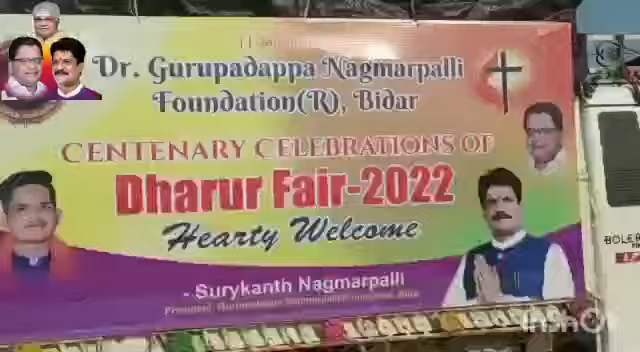 Dr. Gurupadappa Nagmarpalli
Foundation(R), Bidar
CENTENARY CELEBRATIONS OF
Dharur Fair-2022
Hearty Welcome
- Surykanth Nagmarpalli